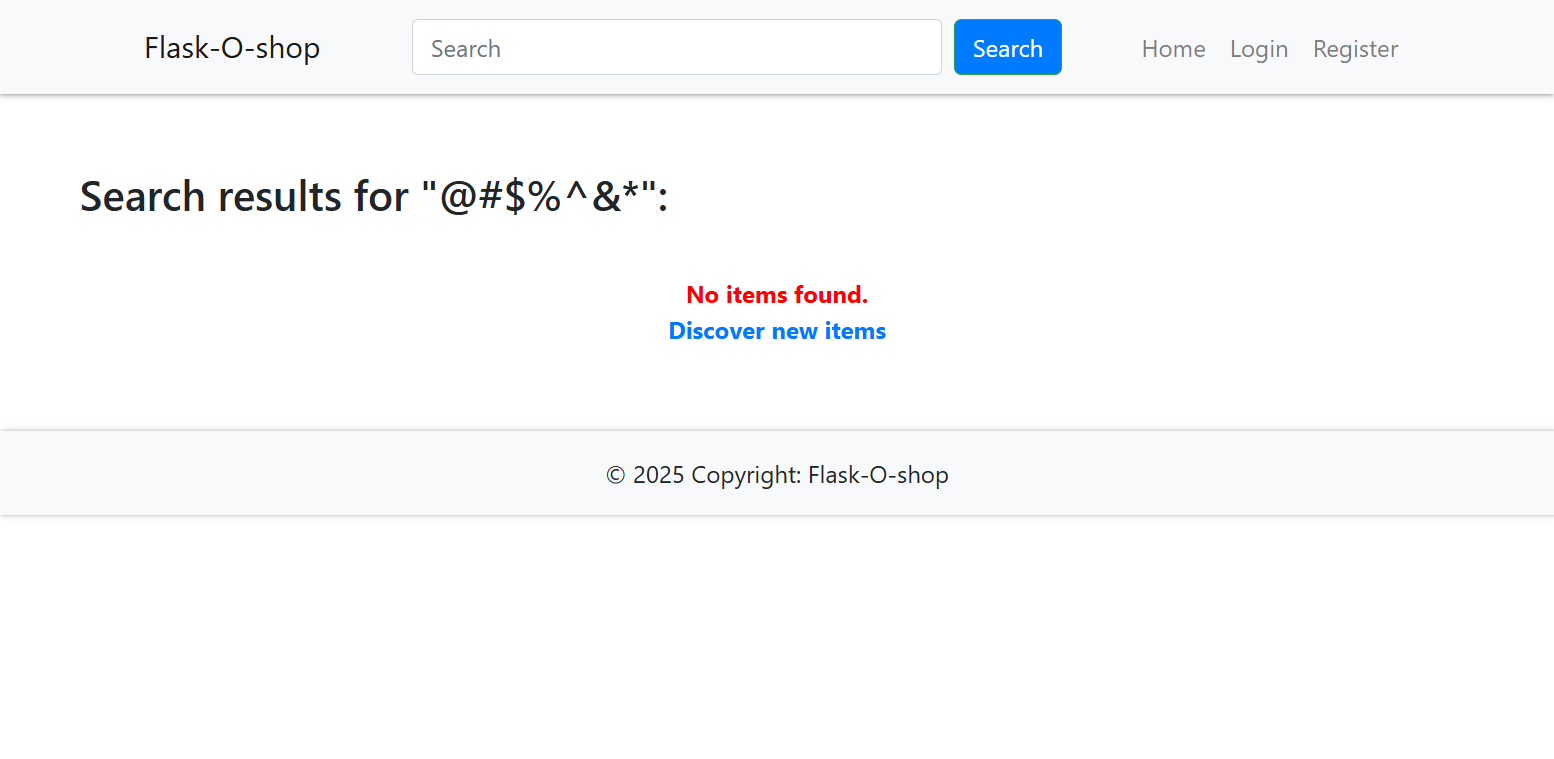 Flask-O-shop
Search
Search
Home
Login
Register
Search results for "@#$%^&*":
No items found.
Discover new items
© 2025 Copyright: Flask-O-shop